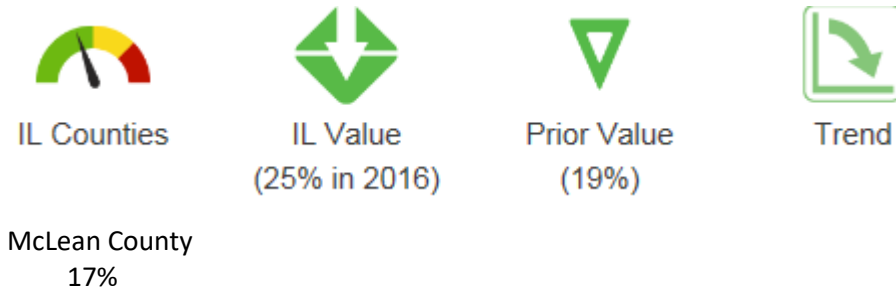 IL Counties
IL Value
(25% in 2016)
Prior Value
(19%)
Trend
McLean County
17%